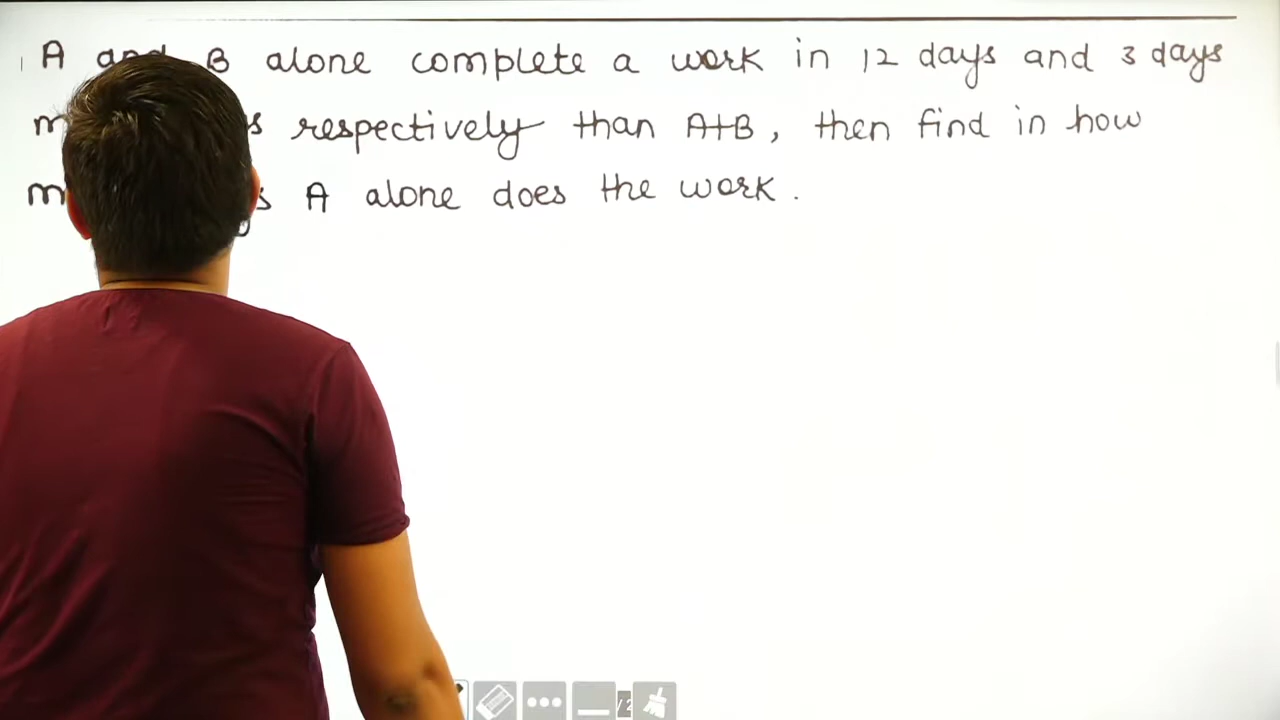 A and B alone complete a work in 12 days and 3 days
respectively than A+B, then find in how
A alone does the work.